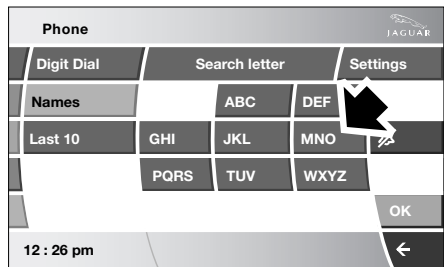 Phone
JAGUAR
Digit Dial Search letter Settings
Names ABC DEF
Last 10 GHI JKL MNO
PQRS TUV WXYZ
OK
12 : 26 pm